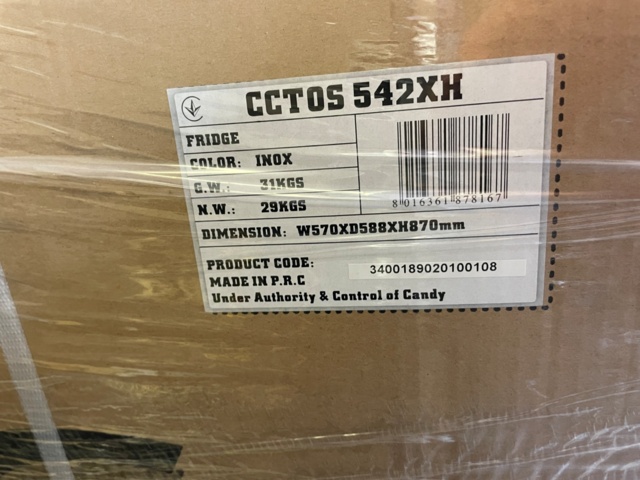 CCTOS 542XH
FRIDGE
COLOR: INOX
G.W.: 31KGS
N.W.: 29KGS
8 016361 878167
DIMENSION: W570XD588XH870mm
PRODUCT CODE: 3400189020100108
MADE IN P.R.C
Under Authority & Control of Candy